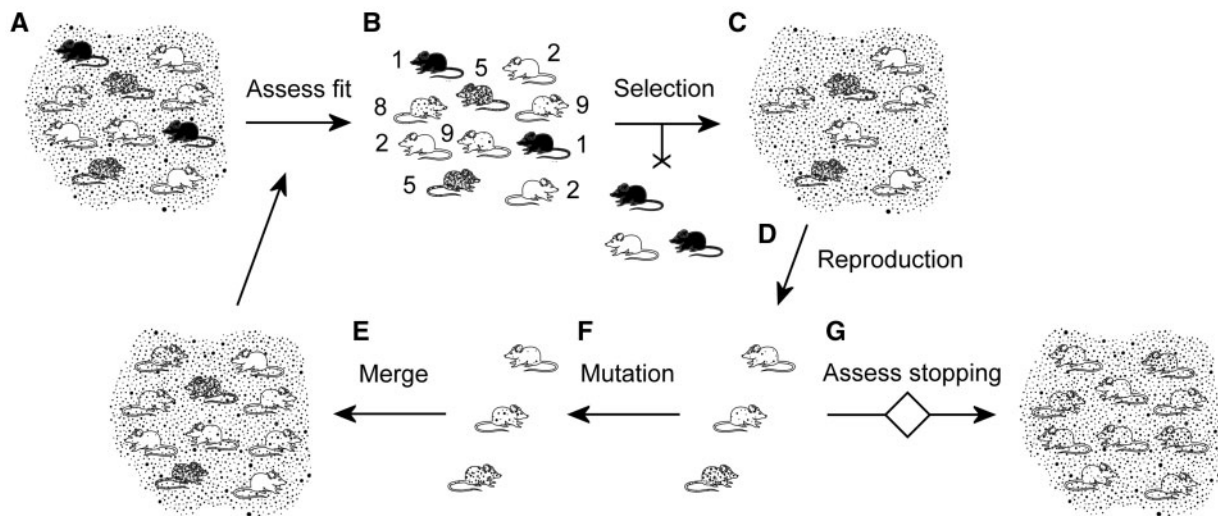 A
B
C
Assess fit
1
2
5
8
9
2
9
1
5
2
Selection
D
Reproduction
E
F
G
Merge
Mutation
Assess stopping